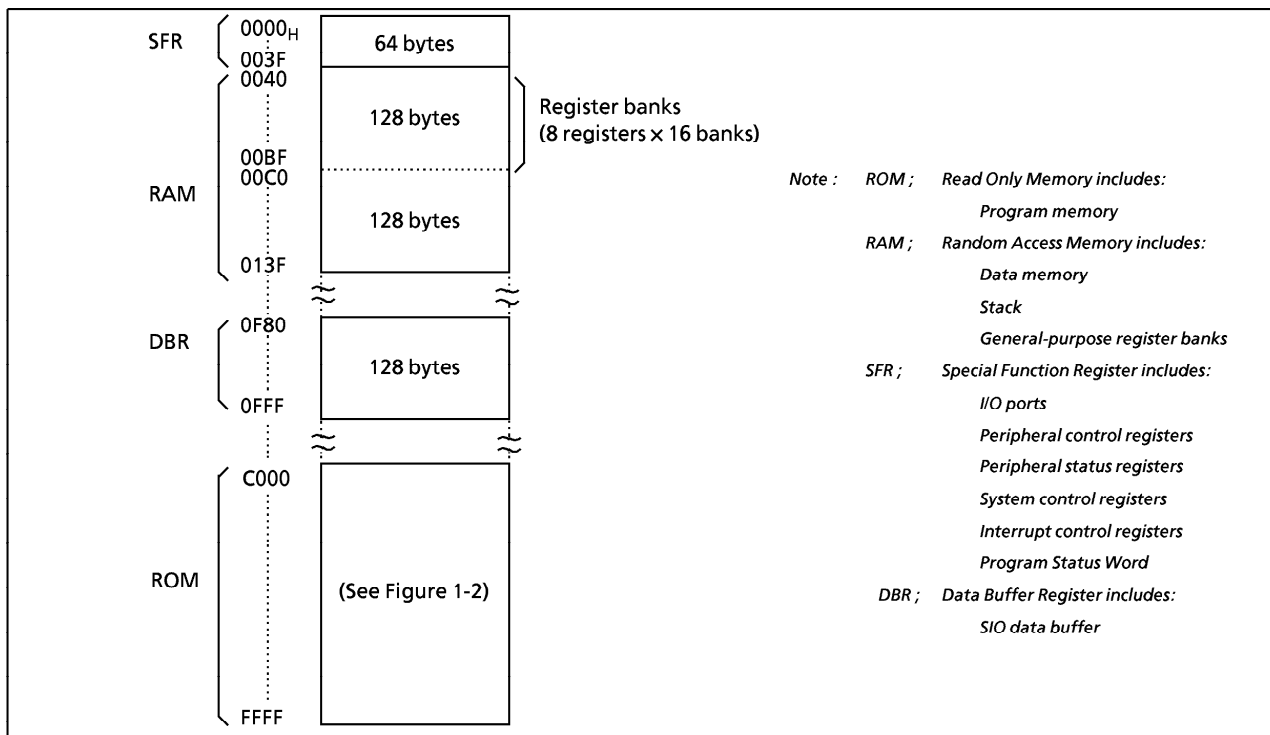 SFR
0000H
003F
64 bytes
RAM
0040
00BF
128 bytes
Register banks
(8 registers × 16 banks)
00C0
013F
128 bytes
DBR
0F80
0FFF
128 bytes
ROM
C000
FFFF
(See Figure 1-2)
Note : ROM ; Read Only Memory includes:
Program memory
RAM ; Random Access Memory includes:
Data memory
Stack
General-purpose register banks
SFR ; Special Function Register includes:
I/O ports
Peripheral control registers
Peripheral status registers
System control registers
Interrupt control registers
Program Status Word
DBR ; Data Buffer Register includes:
SIO data buffer